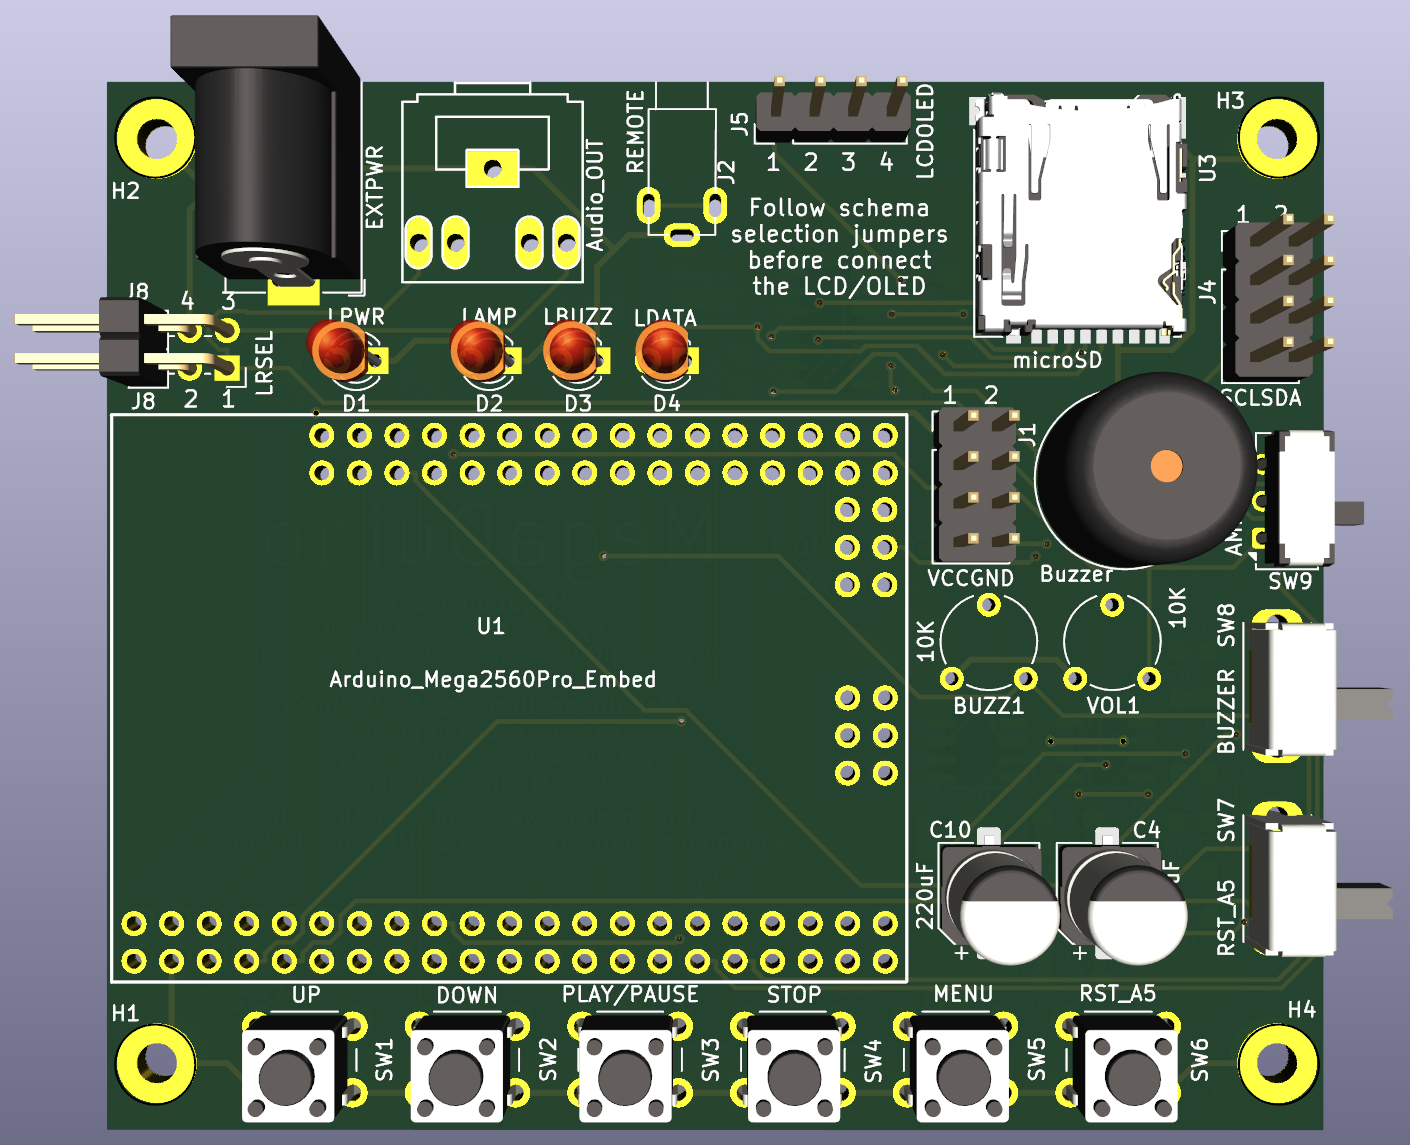 H2
EXTPWR
Audio_OUT
REMOTE
J2
J5
1 2 3 4
LCDOLED
Follow schema
selection jumpers
before connect
the LCD/OLED
U3
H3
microSD
1 2
J4
SCLSDA
J8
4 3
LRSEL
J8
2 1
LPWR
LAMP
LBUZZ
LDATA
D1
D2
D3
D4
1 2
J1
VCCGND
Buzzer
SW9
U1
Arduino_Mega2560Pro_Embed
10K
BUZZ1
10K
VOL1
SW8
BUZZER
SW7
RST_A5
C10
220uF
+
C4
+
UP
DOWN
PLAY/PAUSE
STOP
MENU
RST_A5
H1
SW1
SW2
SW3
SW4
SW5
SW6
H4